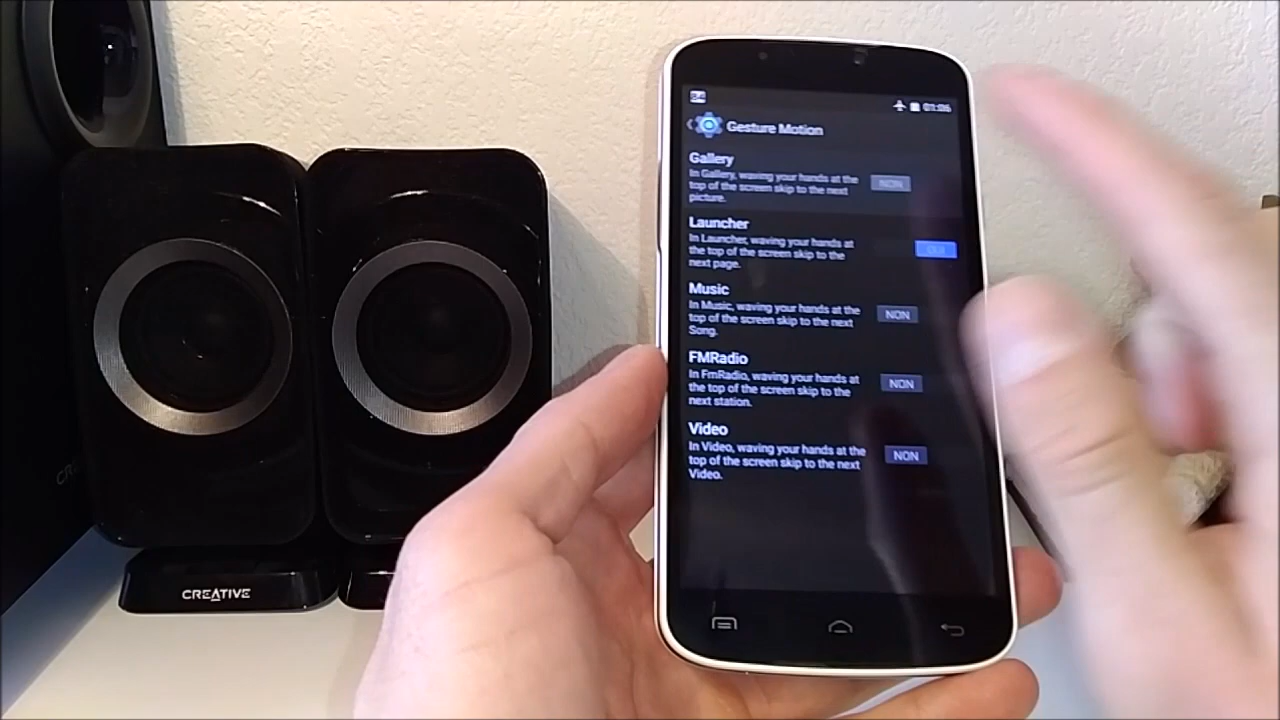 01:06
Gesture Motion
Gallery
In Gallery, waving your hands at the
top of the screen skip to the next
picture.
NON
Launcher
In Launcher, waving your hands at
the top of the screen skip to the
next page.
OUI
Music
In Music, waving your hands at the
top of the screen skip to the next
Song.
NON
FMRadio
In FmRadio, waving your hands at
the top of the screen skip to the
next station.
NON
Video
In Video, waving your hands at the
top of the screen skip to the next
Video.
NON
CREATIVE